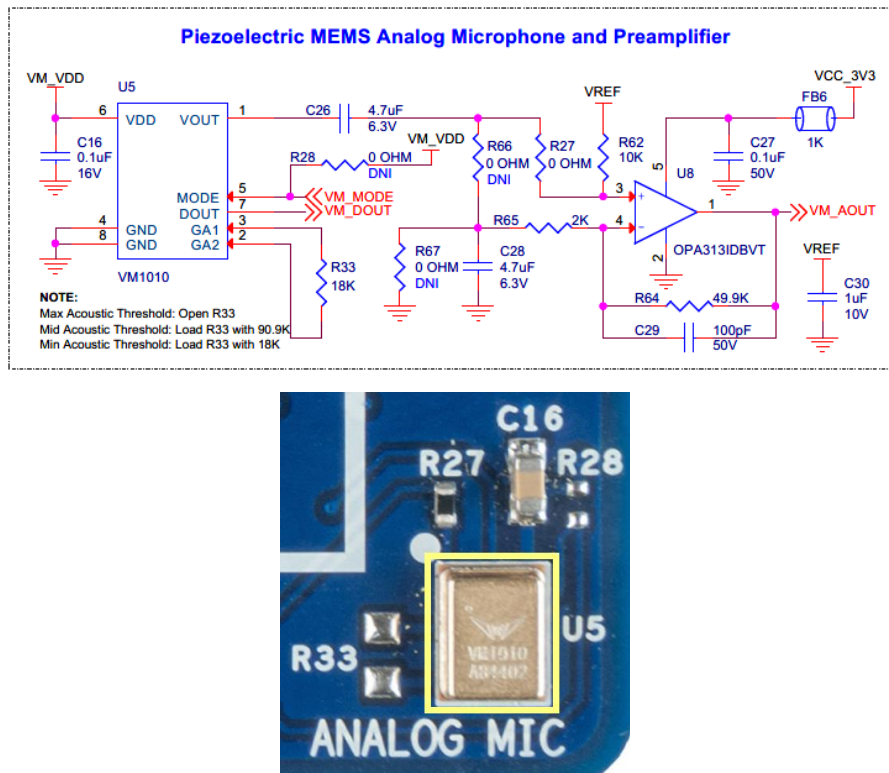 Piezoelectric MEMS Analog Microphone and Preamplifier
VM_VDD
U5
6
VDD
VOUT
1
C16
0.1uF
16V
C26
4.7uF
6.3V
R28
0 OHM
DNI
VM_VDD
MODE
5
VM_MODE
DOUT
7
VM_DOUT
4
GND
GA1
3
8
GND
GA2
2
VM1010
R33
18K
R66
0 OHM
DNI
R27
0 OHM
VREF
R62
10K
R65
2K
R67
0 OHM
DNI
C28
4.7uF
6.3V
3
+
4
-
5
U8
1
2
OPA313IDBVT
VM_AOUT
C27
0.1uF
50V
FB6
1K
VCC_3V3
R64
49.9K
C29
100pF
50V
VREF
C30
1uF
10V
NOTE:
Max Acoustic Threshold: Open R33
Mid Acoustic Threshold: Load R33 with 90.9K
Min Acoustic Threshold: Load R33 with 18K
C16
R27
R28
U5
VM1010
R33
ANALOG MIC